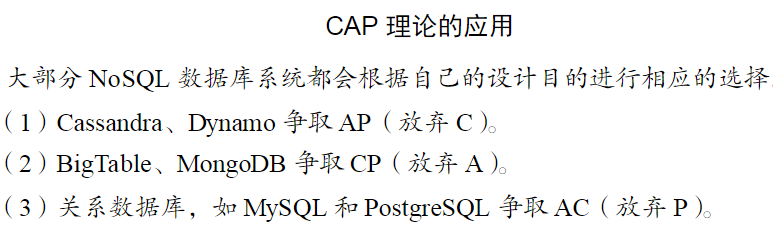 CAP 理论的应用
大部分 NoSQL 数据库系统都会根据自己的设计目的进行相应的选择
（1）Cassandra、Dynamo 争取 AP（放弃 C）。
（2）BigTable、MongoDB 争取 CP（放弃 A）。
（3）关系数据库，如 MySQL 和 PostgreSQL 争取 AC（放弃 P）。